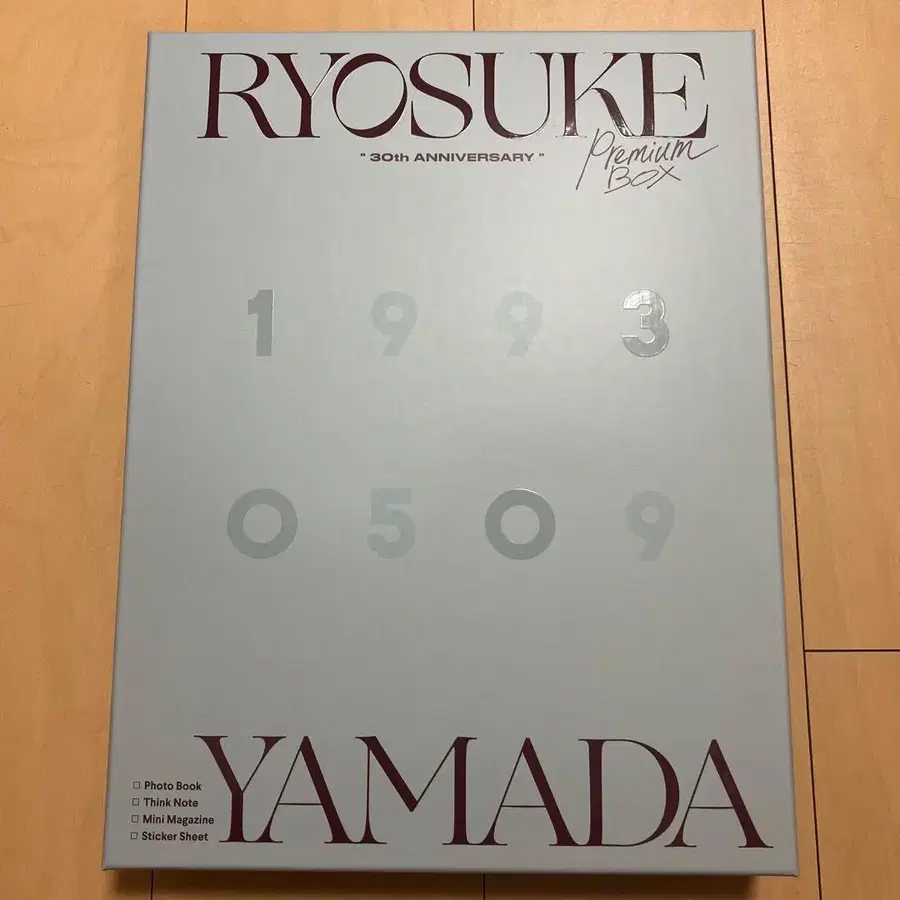 RYOSUKE
" 30th ANNIVERSARY "
Premium
BOX
1 9 9 3
0 5 0 9
□ Photo Book
□ Think Note
□ Mini Magazine
□ Sticker Sheet
YAMADA